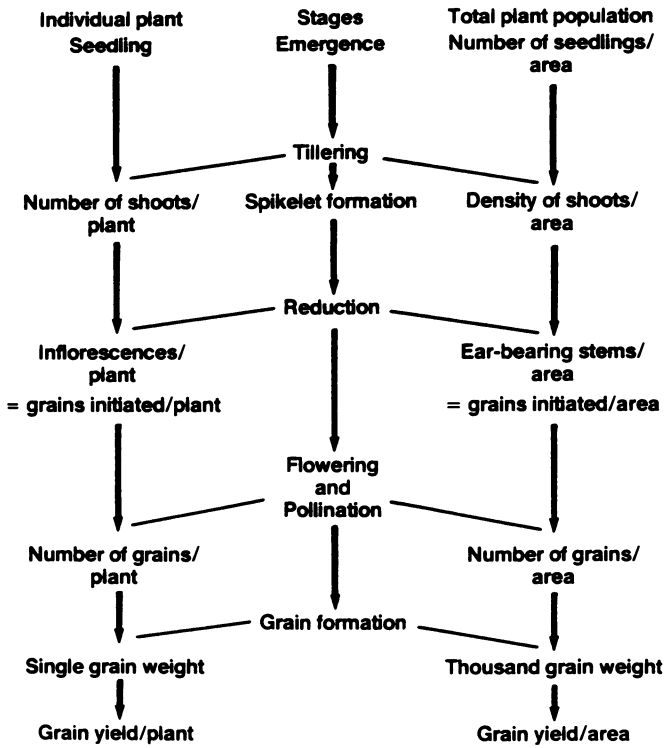 Individual plant
Seedling
Stages
Emergence
Total plant population
Number of seedlings/
area
Tillering
Number of shoots/
plant
Spikelet formation
Density of shoots/
area
Reduction
Inflorescences/
plant
= grains initiated/plant
Ear-bearing stems/
area
= grains initiated/area
Flowering
and
Pollination
Number of grains/
plant
Number of grains/
area
Grain formation
Single grain weight
Thousand grain weight
Grain yield/plant
Grain yield/area